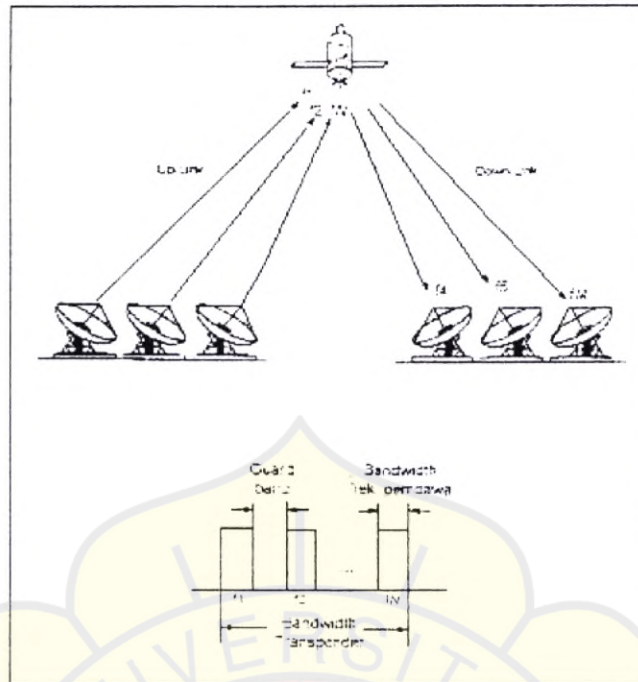 f2 fN
Up Link
Down Link
f4
f5
fN
Guard
band
Bandwidth
frek. pembawa
...
f1
f2
fN
Bandwidth
Transponder
UNIVERSIT